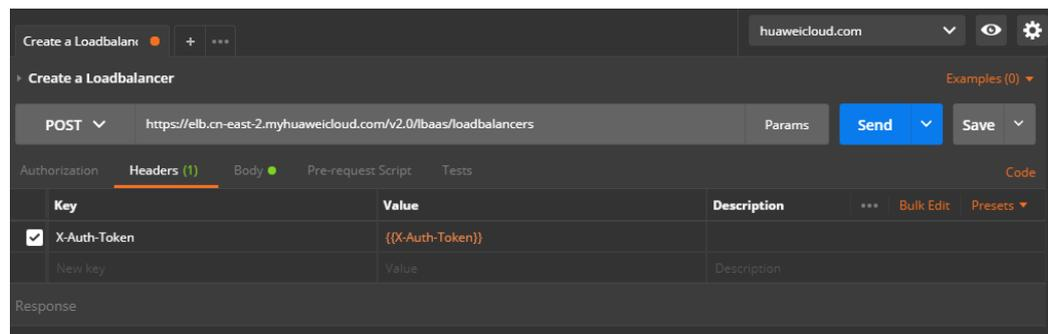 Create a Loadbalanc
+
•••
huaweicloud.com
Create a Loadbalancer
Examples (0)
POST
https://elb.cn-east-2.myhuaweicloud.com/v2.0/lbaas/loadbalancers
Params
Send
Save
Authorization
Headers (1)
Body
Pre-request Script
Tests
Code
Key
Value
Description
•••
Bulk Edit
Presets
X-Auth-Token
{{X-Auth-Token}}
New key
Value
Description
Response